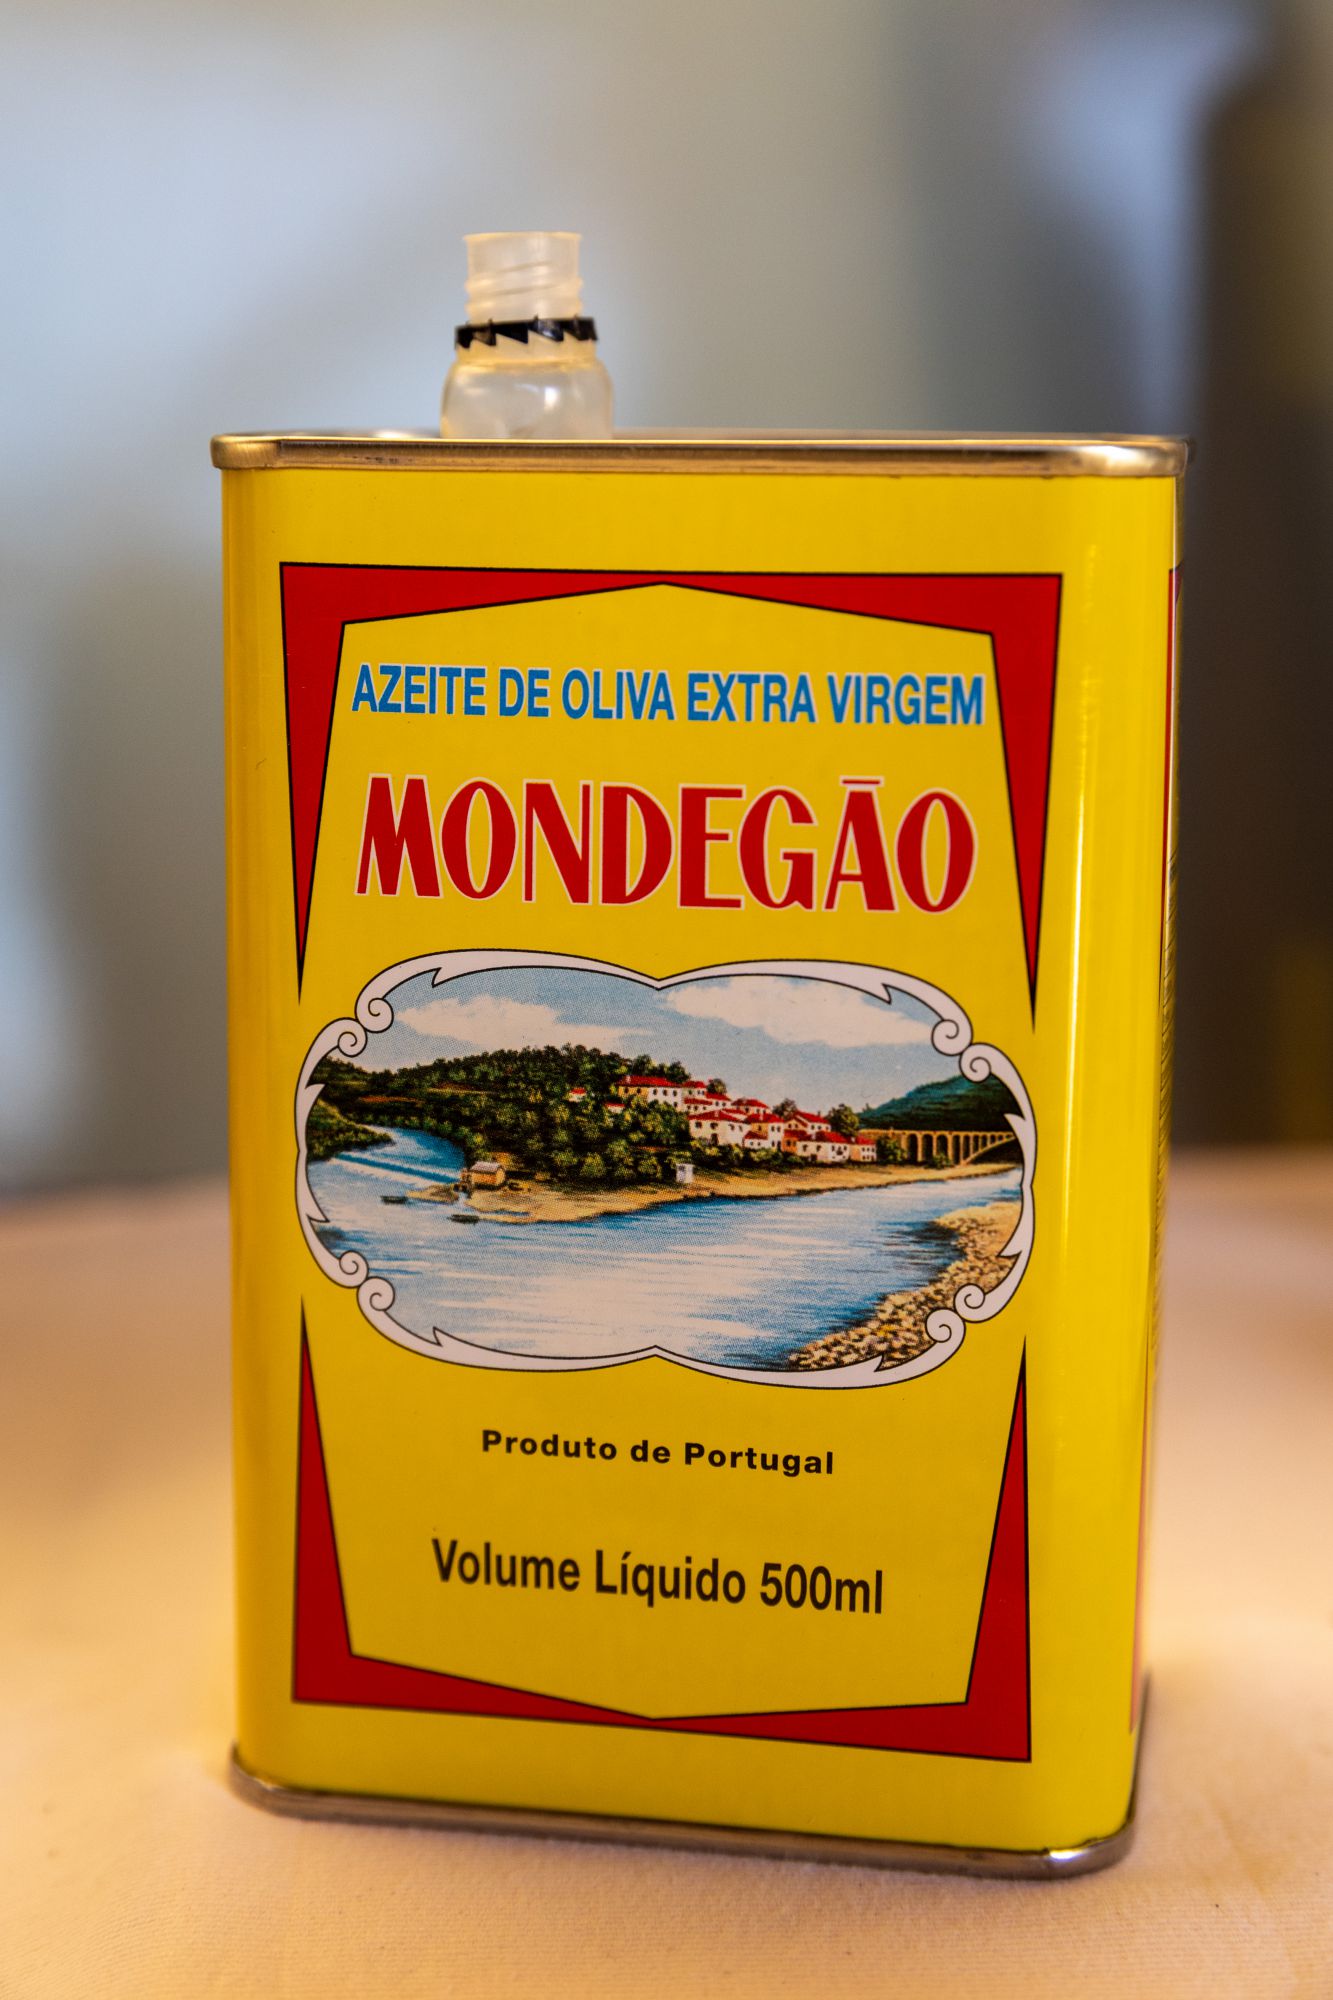 AZEITE DE OLIVA EXTRA VIRGEM
MONDEGÃO
Produto de Portugal
Volume Líquido 500ml